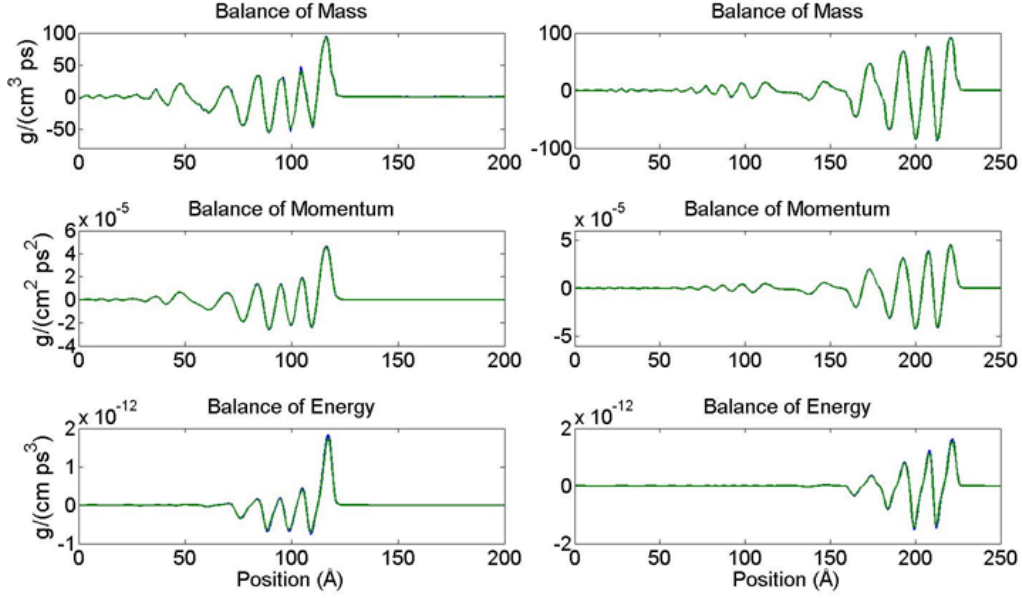 Balance of Mass
g/(cm³ ps)
100
50
0
-50
0 50 100 150 200
Balance of Mass
100
0
-100
0 50 100 150 200 250
Balance of Momentum
x 10⁻⁵
g/(cm² ps²)
6
4
2
0
-2
-4
0 50 100 150 200
Balance of Momentum
x 10⁻⁵
5
0
-5
0 50 100 150 200 250
Balance of Energy
x 10⁻¹²
g/(cm ps³)
2
1
0
-1
0 50 100 150 200
Position (Å)
Balance of Energy
x 10⁻¹²
2
0
-2
0 50 100 150 200 250
Position (Å)